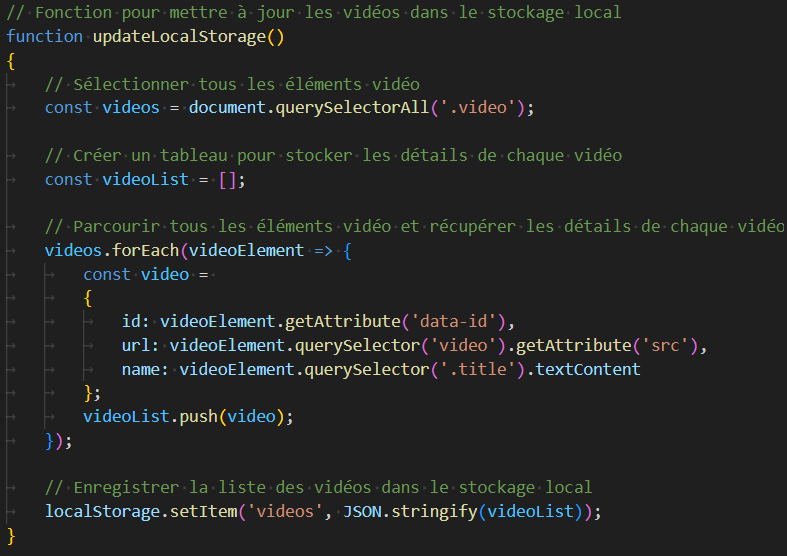 // Fonction pour mettre à jour les vidéos dans le stockage local
function updateLocalStorage()
{
// Sélectionner tous les éléments vidéo
const videos = document.querySelectorAll('.video');
// Créer un tableau pour stocker les détails de chaque vidéo
const videoList = [];
// Parcourir tous les éléments vidéo et récupérer les détails de chaque vidéo
videos.forEach(videoElement => {
const video =
{
id: videoElement.getAttribute('data-id'),
url: videoElement.querySelector('video').getAttribute('src'),
name: videoElement.querySelector('.title').textContent
};
videoList.push(video);
});
// Enregistrer la liste des vidéos dans le stockage local
localStorage.setItem('videos', JSON.stringify(videoList));
}